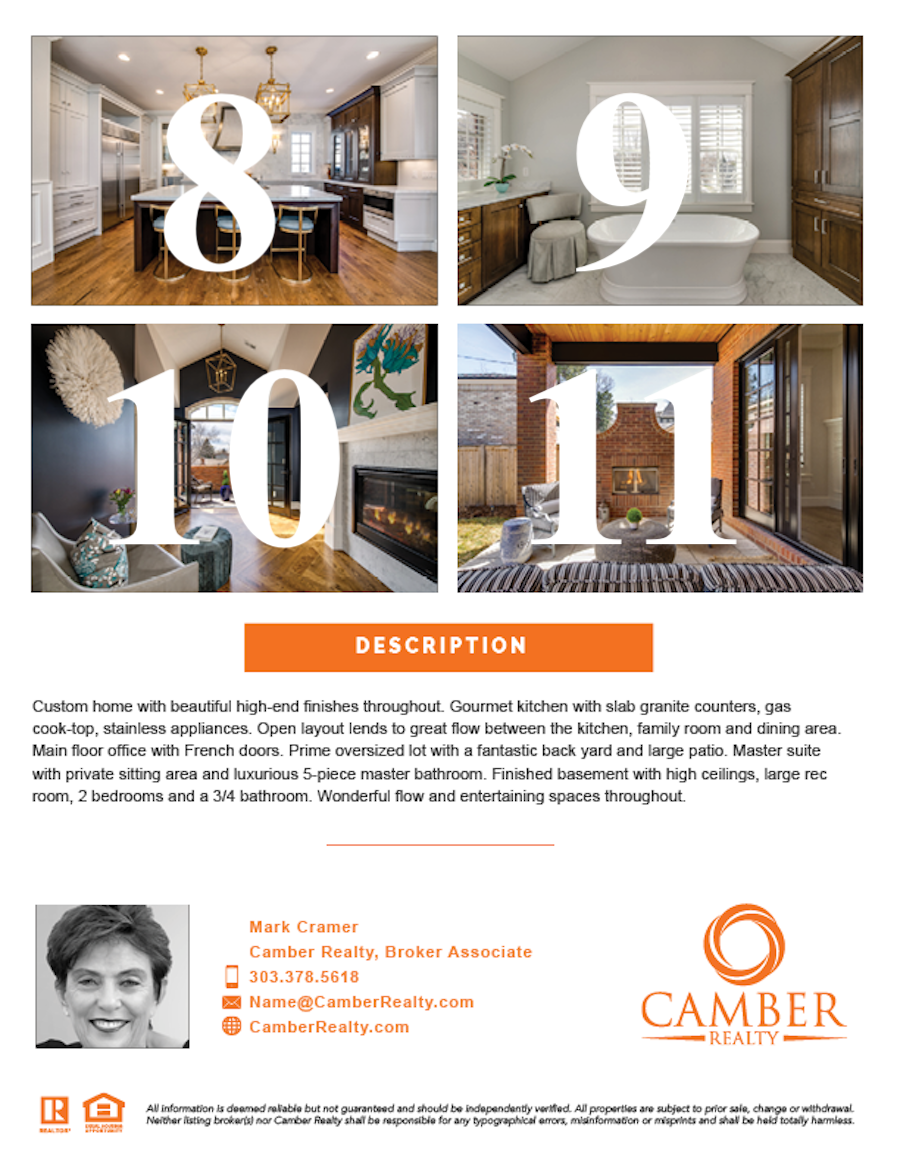 8
9
10
11
DESCRIPTION
Custom home with beautiful high-end finishes throughout. Gourmet kitchen with slab granite counters, gas
cook-top, stainless appliances. Open layout lends to great flow between the kitchen, family room and dining area.
Main floor office with French doors. Prime oversized lot with a fantastic back yard and large patio. Master suite
with private sitting area and luxurious 5-piece master bathroom. Finished basement with high ceilings, large rec
room, 2 bedrooms and a 3/4 bathroom. Wonderful flow and entertaining spaces throughout.
Mark Cramer
Camber Realty, Broker Associate
303.378.5618
Name@CamberRealty.com
CamberRealty.com
CAMBER
REALTY
R
REALTOR®
EQUAL HOUSING
OPPORTUNITY
All information is deemed reliable but not guaranteed and should be independently verified. All properties are subject to prior sale, change or withdrawal.
Neither listing broker(s) nor Camber Realty shall be responsible for any typographical errors, misinformation or misprints and shall be held totally harmless.